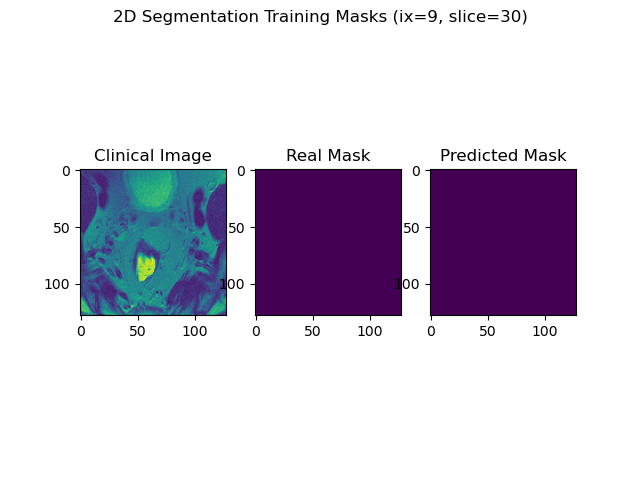 2D Segmentation Training Masks (ix=9, slice=30)
Clinical Image Real Mask Predicted Mask
0 0 0
50 50 50
100 100 100
0 50 100 0 50 100 0 50 100